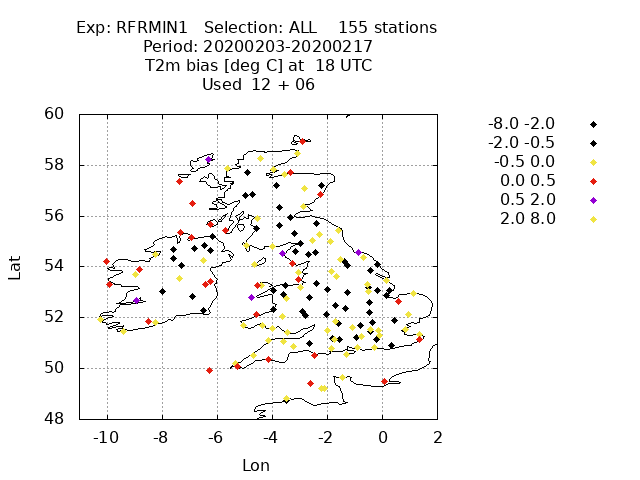 Exp: RFRMIN1 Selection: ALL 155 stations
Period: 20200203-20200217
T2m bias [deg C] at 18 UTC
Used 12 + 06
60
58
56
54
52
50
48
-10 -8 -6 -4 -2 0 2
Lat
Lon
-8.0 -2.0
-2.0 -0.5
-0.5 0.0
0.0 0.5
0.5 2.0
2.0 8.0